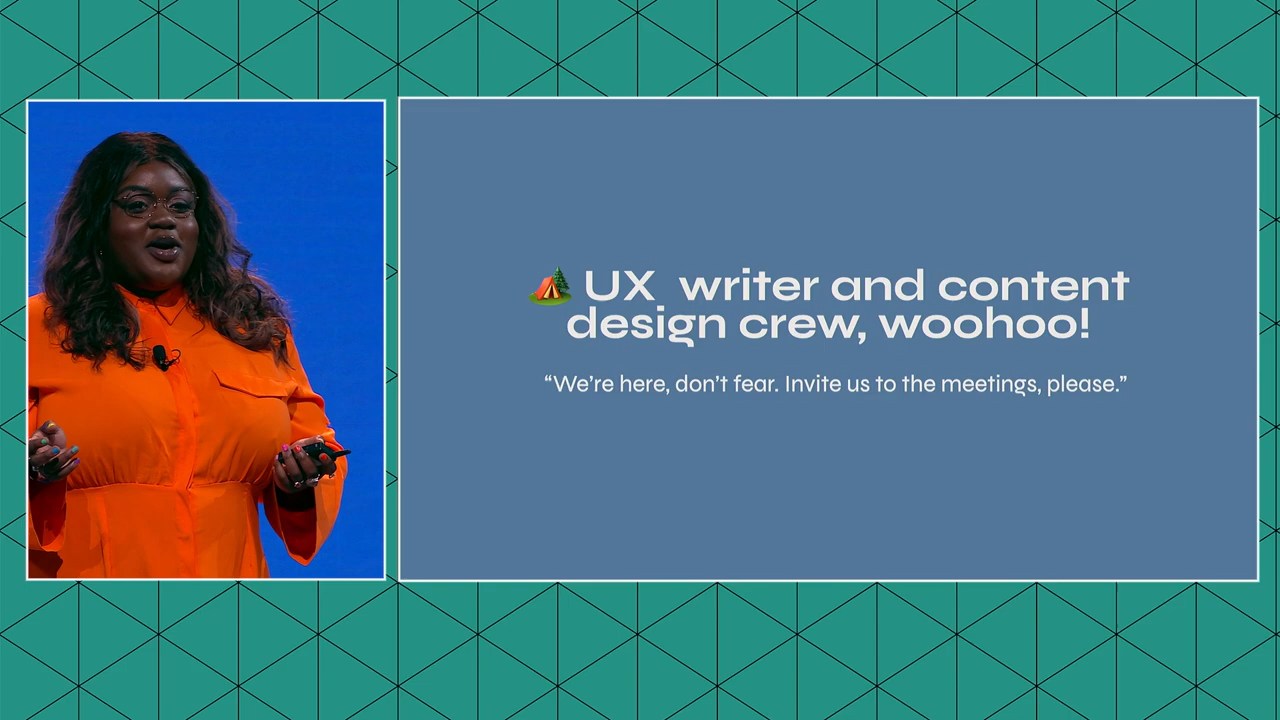 🏕️ UX  writer and content
design crew, woohoo!
“We’re here, don’t fear. Invite us to the meetings, please.”